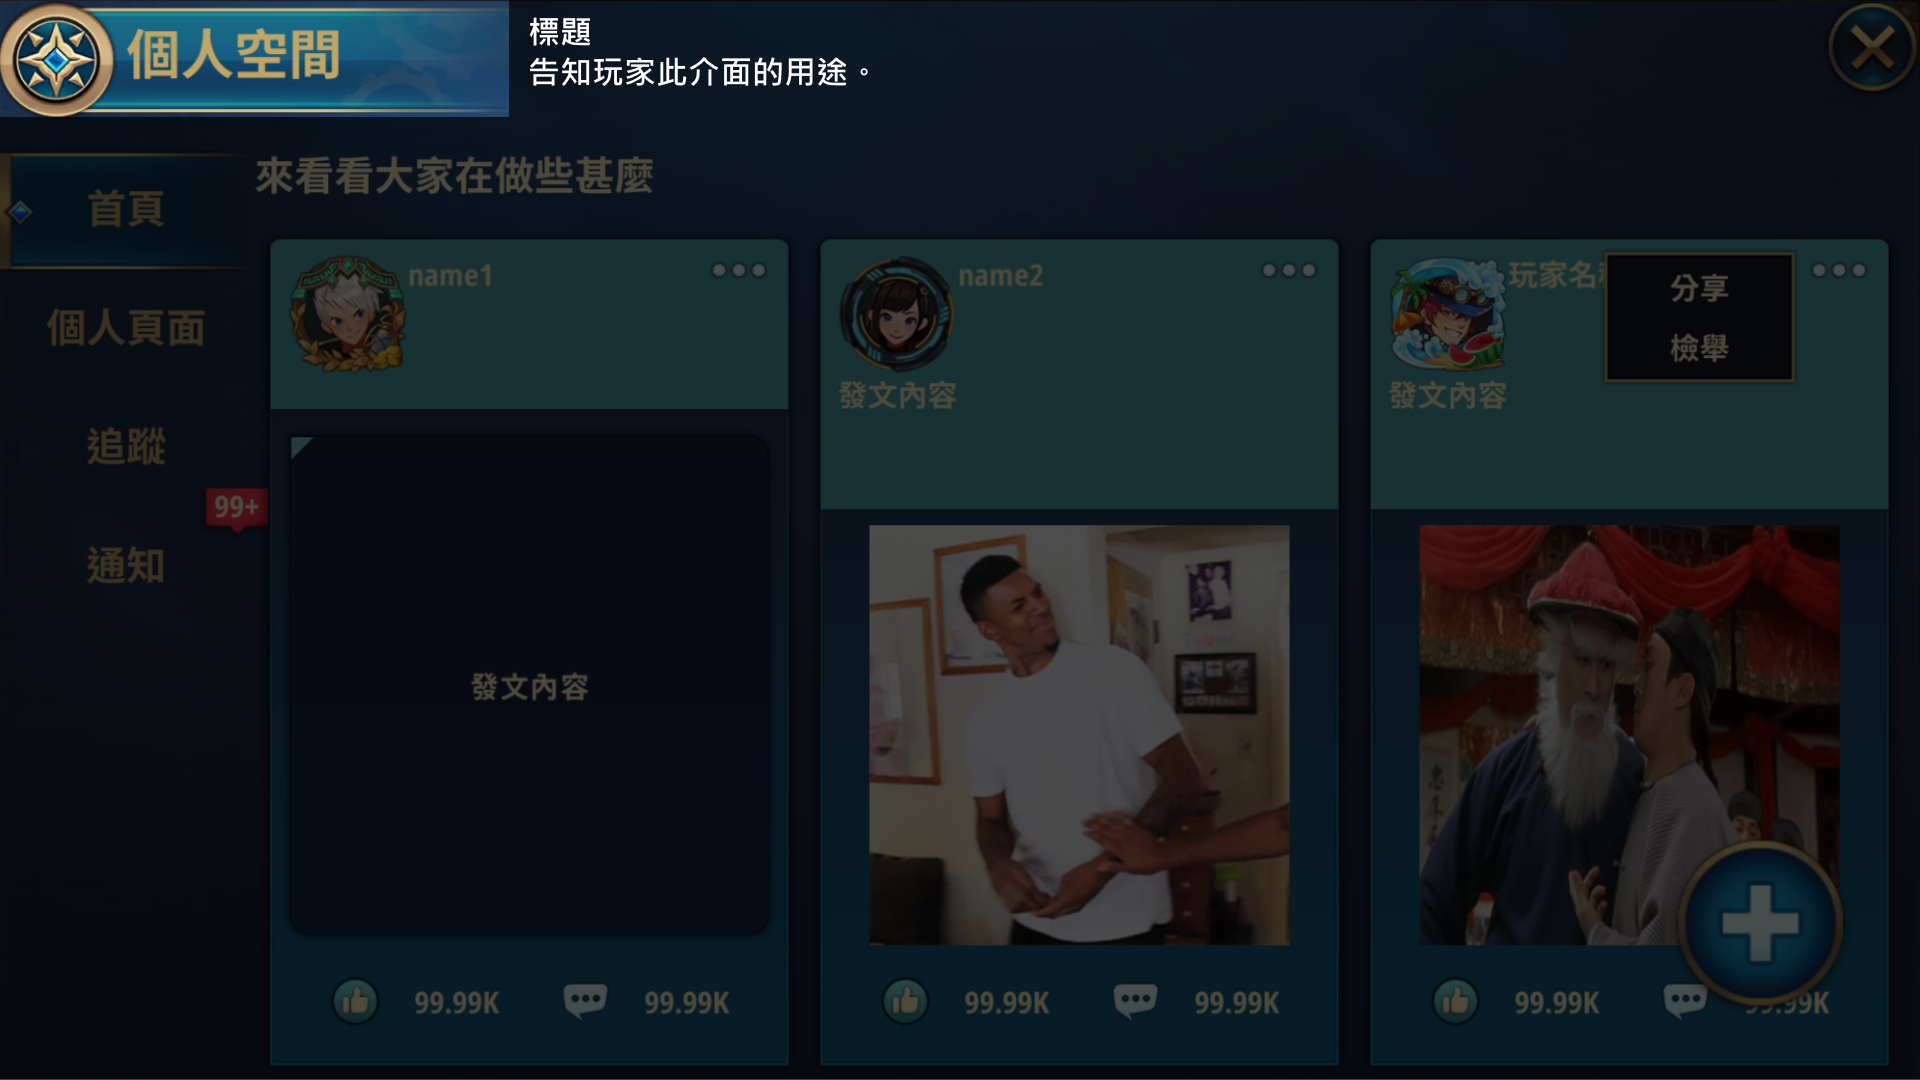 個人空間
標題
告知玩家此介面的用途。
來看看大家在做些甚麼
首頁
個人頁面
追蹤
99+
通知
name1
發文內容
99.99K
99.99K
name2
發文內容
99.99K
99.99K
玩家名
分享
檢舉
發文內容
99.99K
99.99K